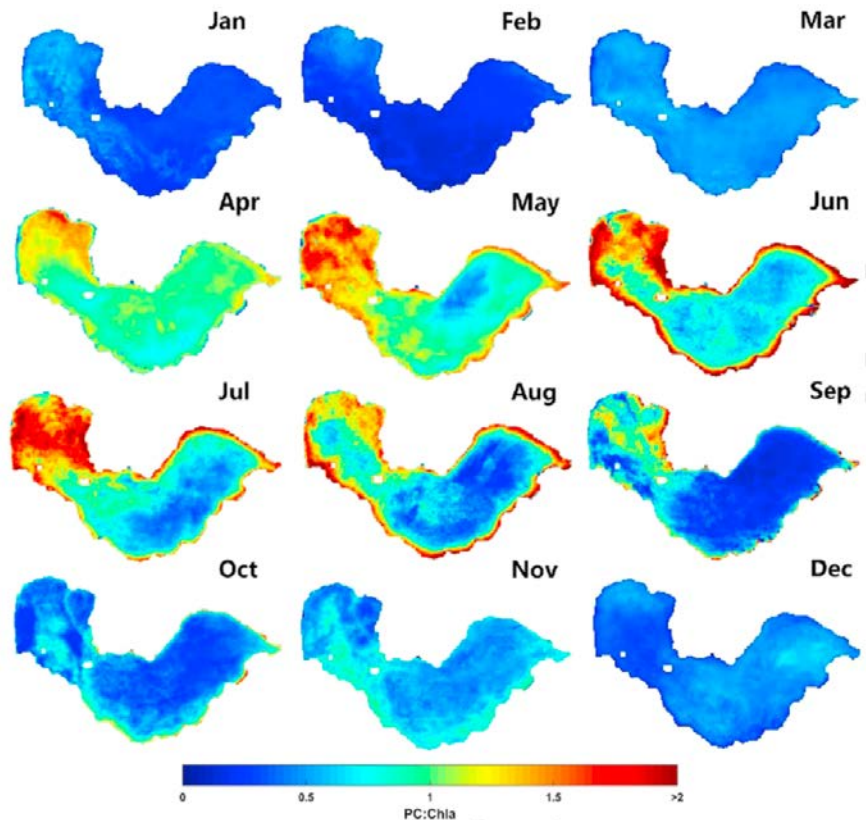 Jan Feb Mar
Apr May Jun
Jul Aug Sep
Oct Nov Dec
0 0.5 1 1.5 >2
PC:Chla